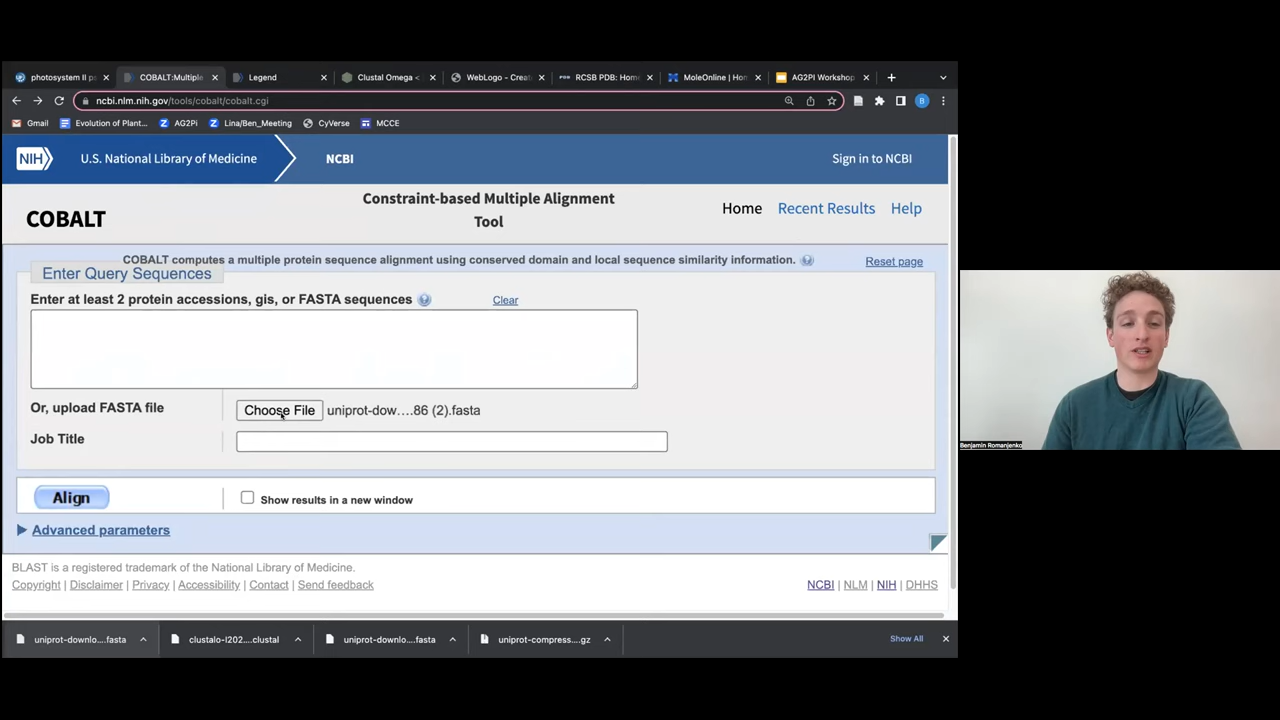 photosystem II pa
COBALT:Multiple
Legend
Clustal Omega <
WebLogo - Creat
RCSB PDB: Home
MoleOnline | Hom
AG2PI Workshop
ncbi.nlm.nih.gov/tools/cobalt/cobalt.cgi
Gmail
Evolution of Plant...
AG2Pi
Lina/Ben_Meeting
CyVerse
MCCE
NIH
U.S. National Library of Medicine
NCBI
Sign in to NCBI
COBALT
Constraint-based Multiple Alignment
Tool
Home
Recent Results
Help
COBALT computes a multiple protein sequence alignment using conserved domain and local sequence similarity information.
Reset page
Enter Query Sequences
Enter at least 2 protein accessions, gis, or FASTA sequences
Clear
Or, upload FASTA file
Choose File
uniprot-dow....86 (2).fasta
Job Title
Align
Show results in a new window
Advanced parameters
BLAST is a registered trademark of the National Library of Medicine.
Copyright | Disclaimer | Privacy | Accessibility | Contact | Send feedback
NCBI | NLM | NIH | DHHS
uniprot-downlo....fasta
clustalo-I202....clustal
uniprot-downlo....fasta
uniprot-compress....gz
Show All
Benjamin Romanjenko